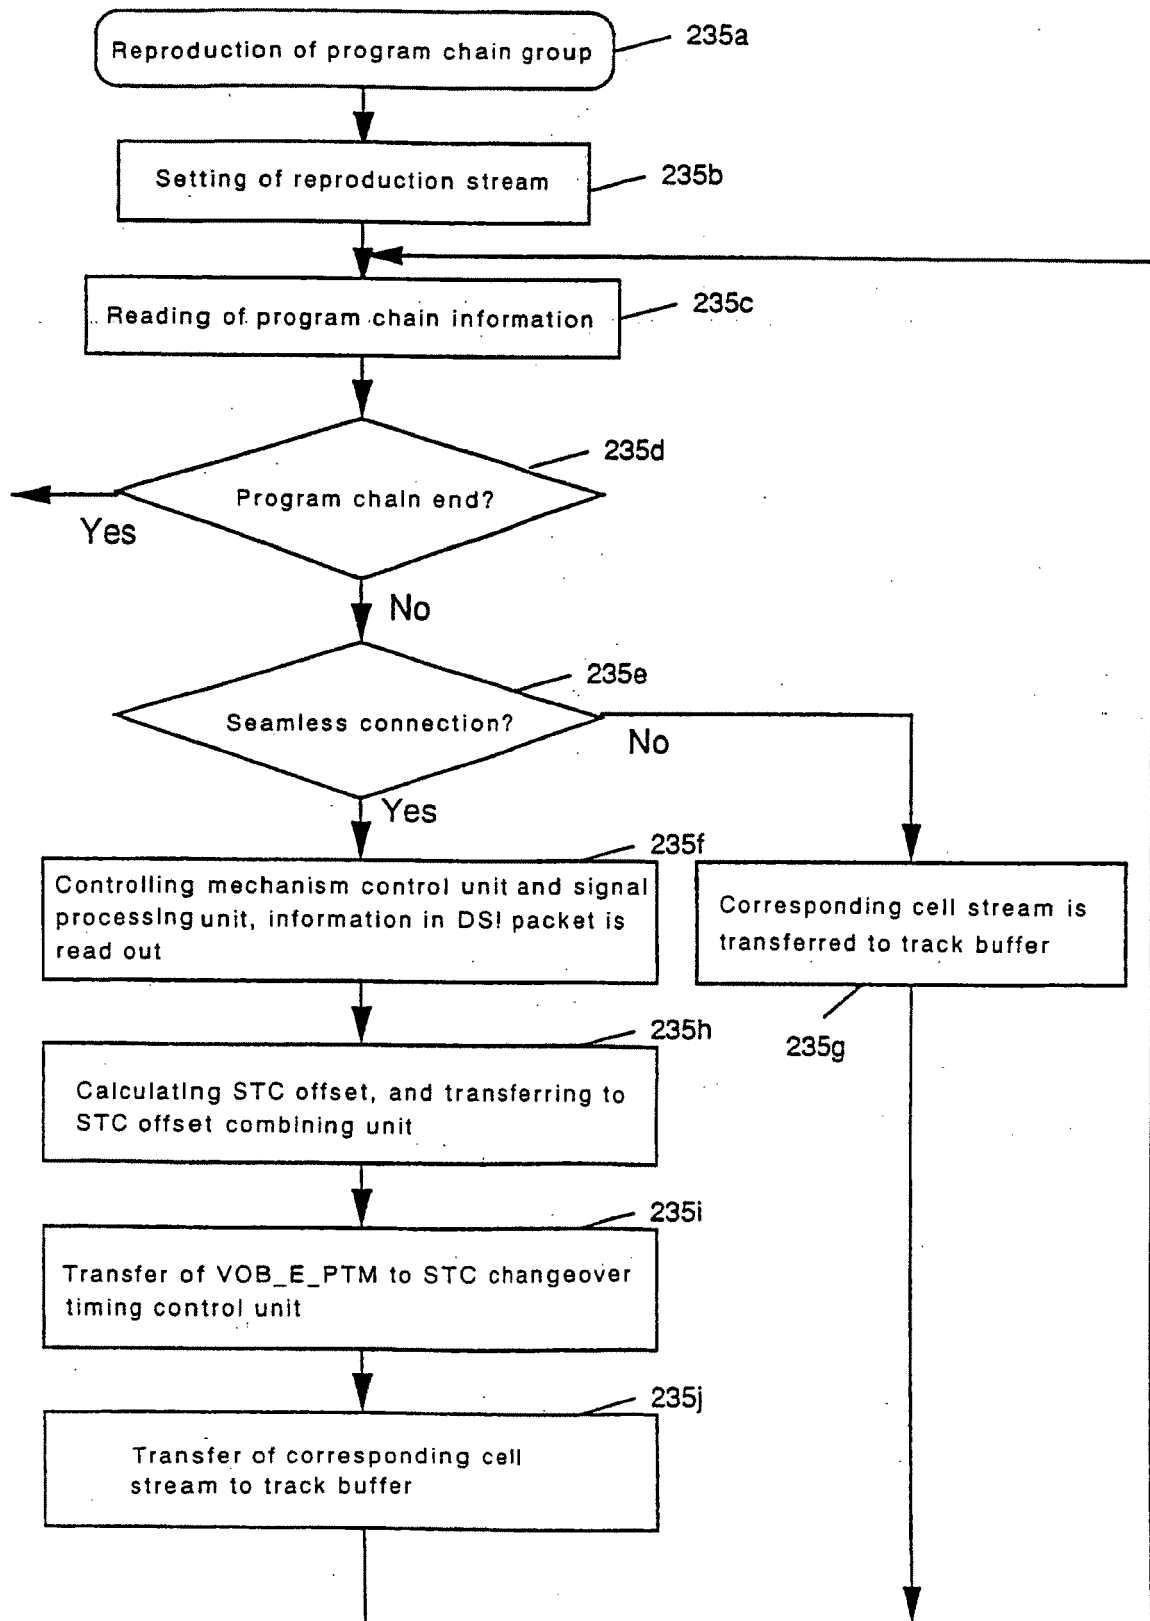 Reproduction of program chain group
235a
Setting of reproduction stream
235b
Reading of program chain information
235c
235d
Program chain end?
Yes
No
235e
Seamless connection?
No
Yes
235f
Controlling mechanism control unit and signal
processing unit, information in DSI packet is
read out
Corresponding cell stream is
transferred to track buffer
235g
235h
Calculating STC offset, and transferring to
STC offset combining unit
235i
Transfer of VOB_E_PTM to STC changeover
timing control unit
235j
Transfer of corresponding cell
stream to track buffer